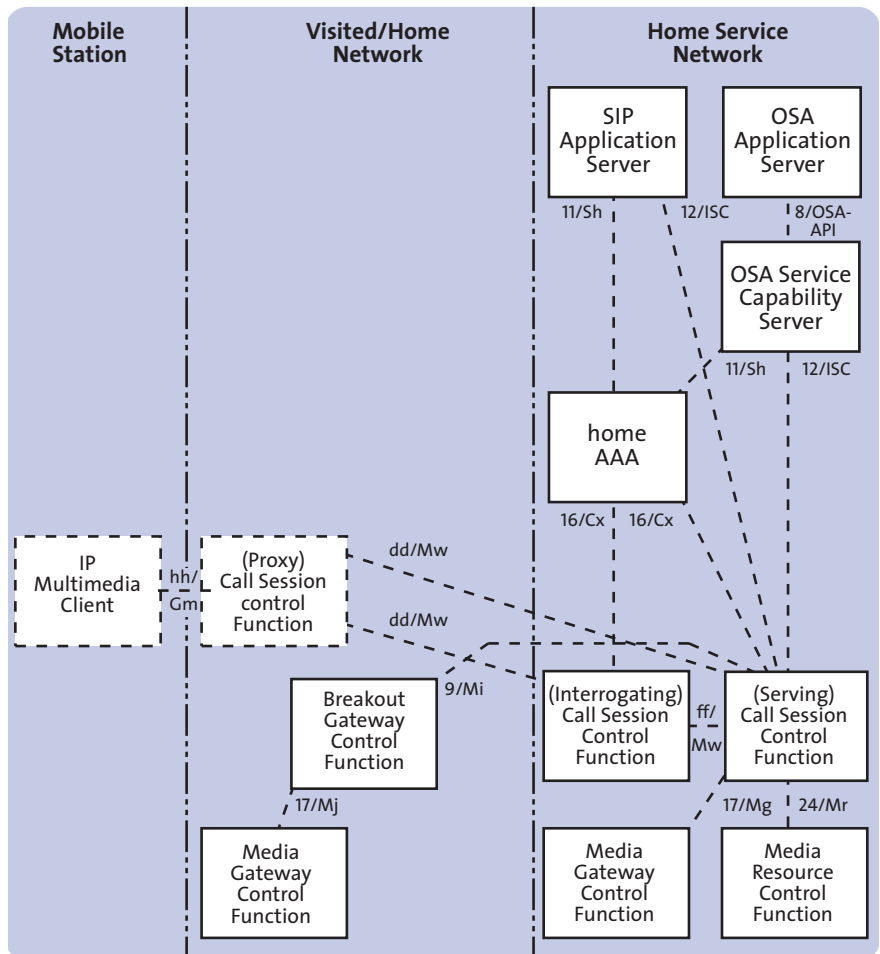 Mobile
Station
Visited/Home
Network
Home Service
Network
SIP
Application
Server
OSA
Application
Server
11/Sh
12/ISC
8/OSA-
API
OSA Service
Capability
Server
11/Sh
12/ISC
home
AAA
16/Cx
16/Cx
IP
Multimedia
Client
hh/
Gm
(Proxy)
Call Session
control
Function
dd/Mw
dd/Mw
9/Mi
Breakout
Gateway
Control
Function
(Interrogating)
Call Session
Control
Function
ff/
Mw
(Serving)
Call Session
Control
Function
17/Mj
17/Mg
24/Mr
Media
Gateway
Control
Function
Media
Gateway
Control
Function
Media
Resource
Control
Function